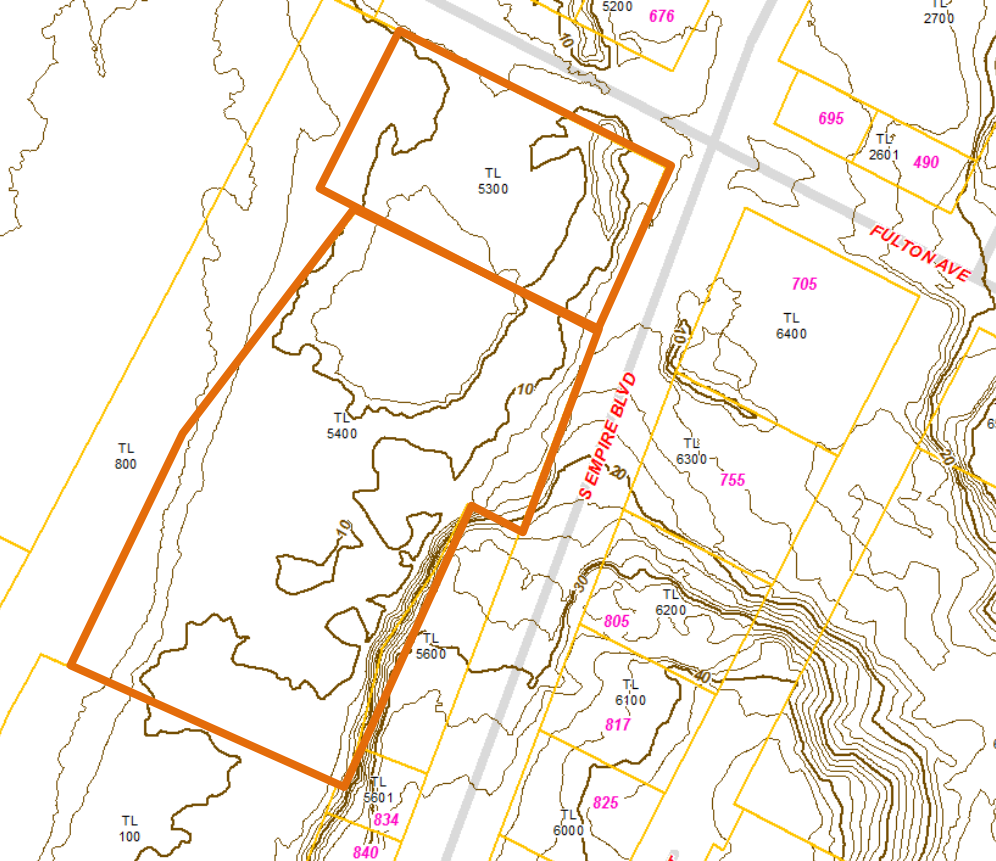 5200
676
TL
2700
10
695
TL
2601
490
TL
5300
FULTON AVE
705
TL
6400
10
10
S EMPIRE BLVD
TL
5400
TL
800
TL
6300
755
20
20
10
30
TL
6200
805
TL
5600
40
TL
6100
817
TL
5601
834
825
TL
6000
TL
100
840